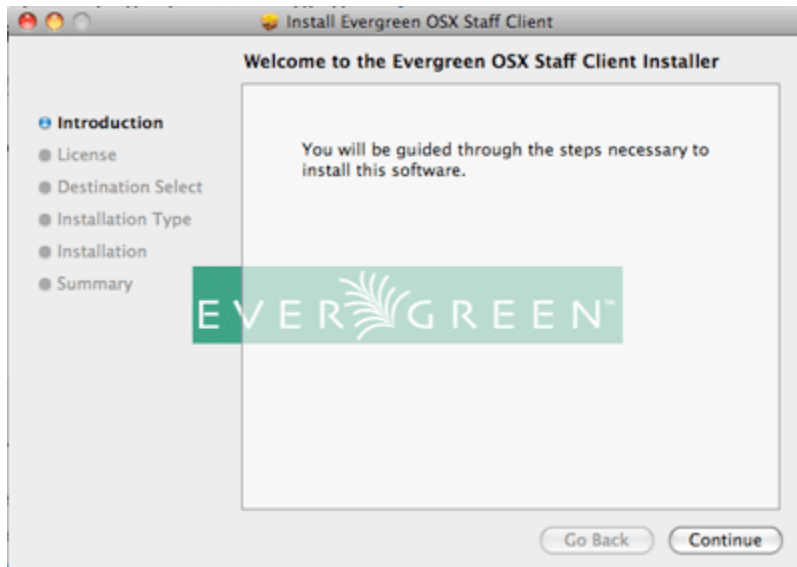 Install Evergreen OSX Staff Client
Welcome to the Evergreen OSX Staff Client Installer
Introduction
License
Destination Select
Installation Type
Installation
Summary
You will be guided through the steps necessary to
install this software.
EVERGREEN™
Go Back
Continue